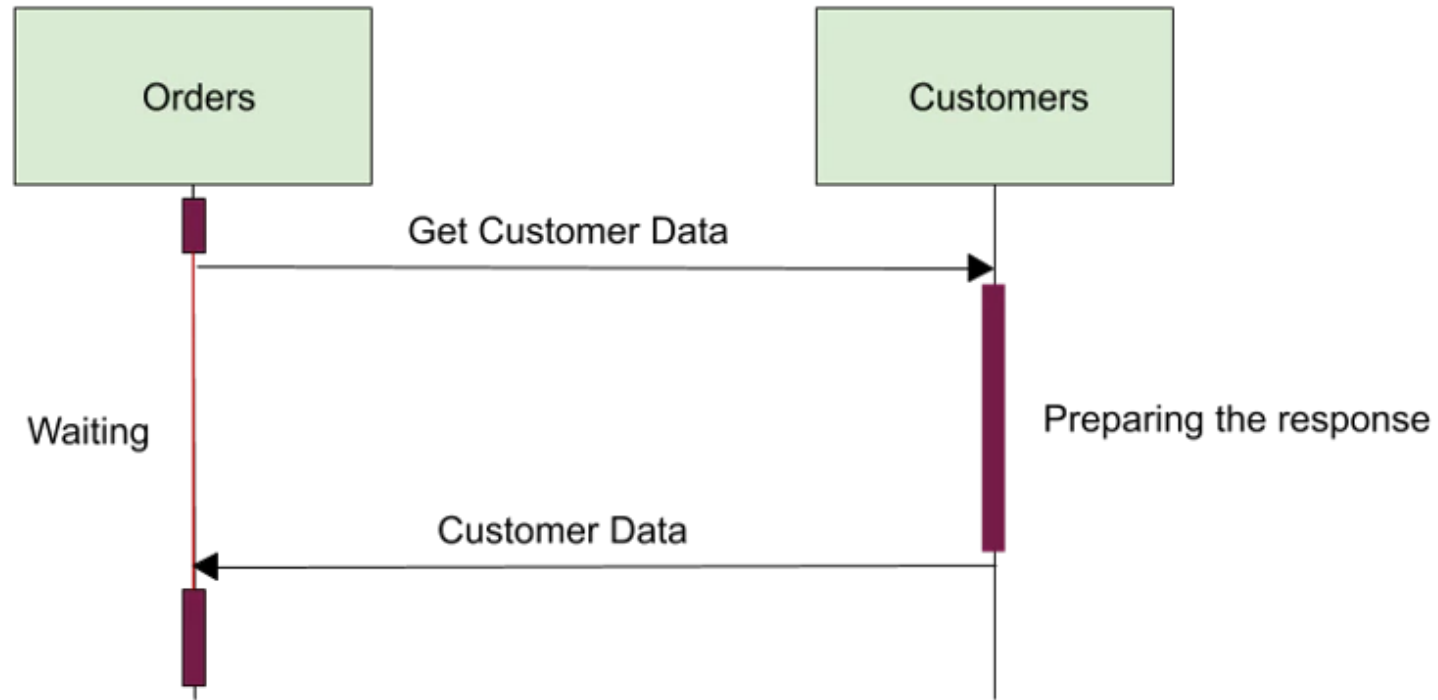 Orders
Customers
Get Customer Data
Waiting
Preparing the response
Customer Data